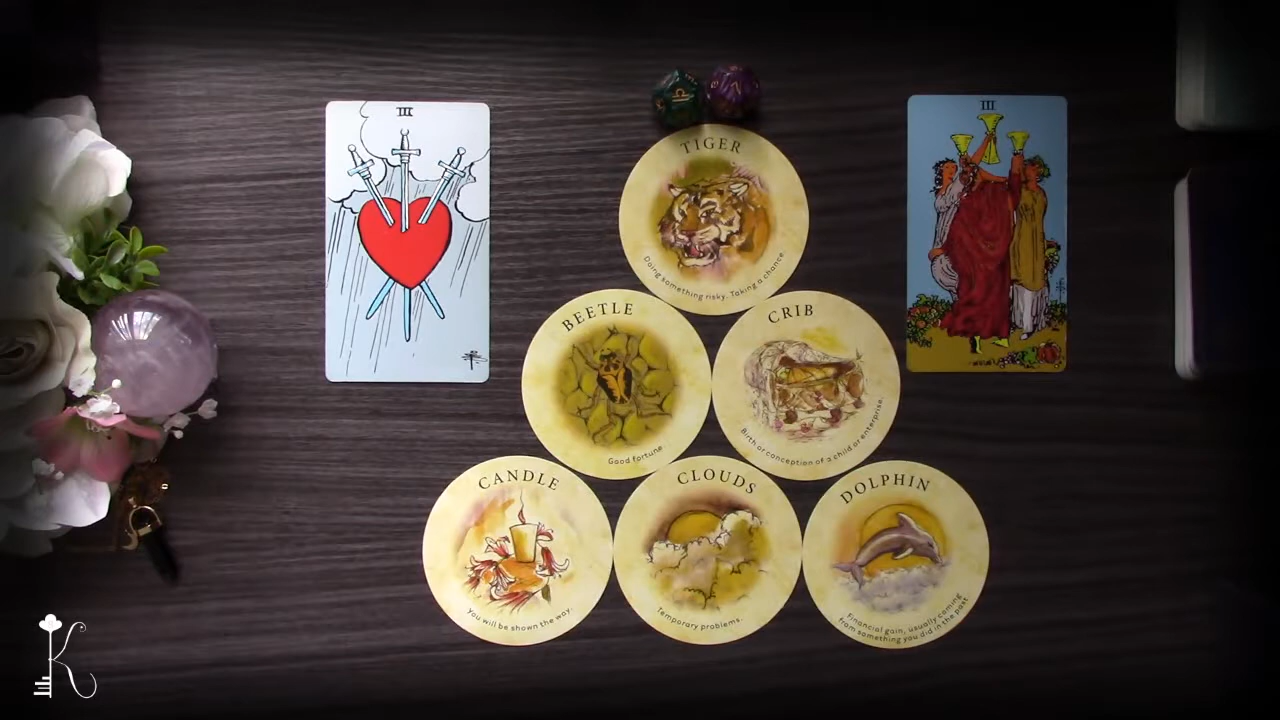 III
III
TIGER
Doing something risky. Taking a chance.
BEETLE
Good fortune.
CRIB
Birth or conception of a child or enterprise.
CANDLE
You will be shown the way.
CLOUDS
Temporary problems.
DOLPHIN
Financial gain, usually coming
from something you did in the past.
K